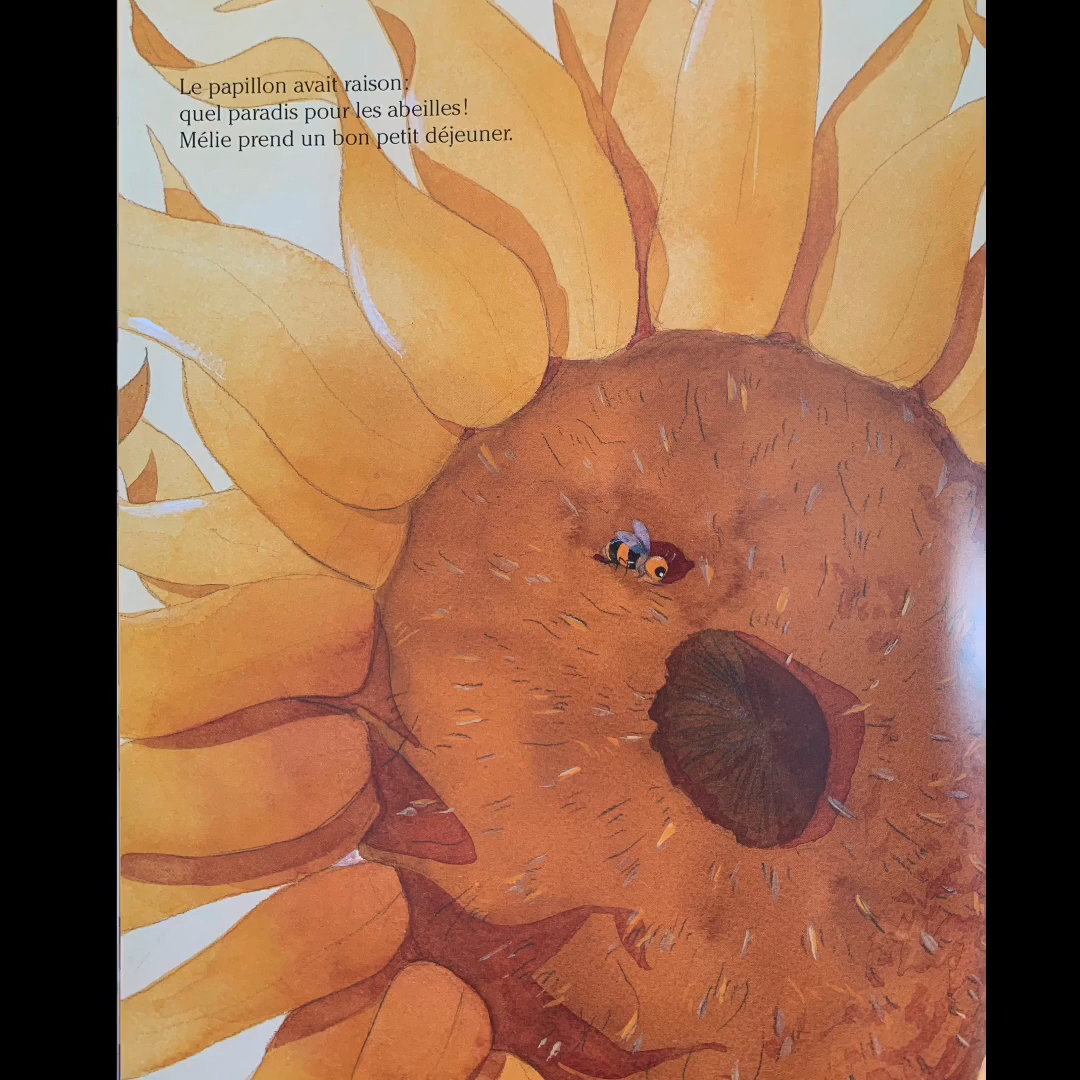 Le papillon avait raison:
quel paradis pour les abeilles!
Mélie prend un bon petit déjeuner.